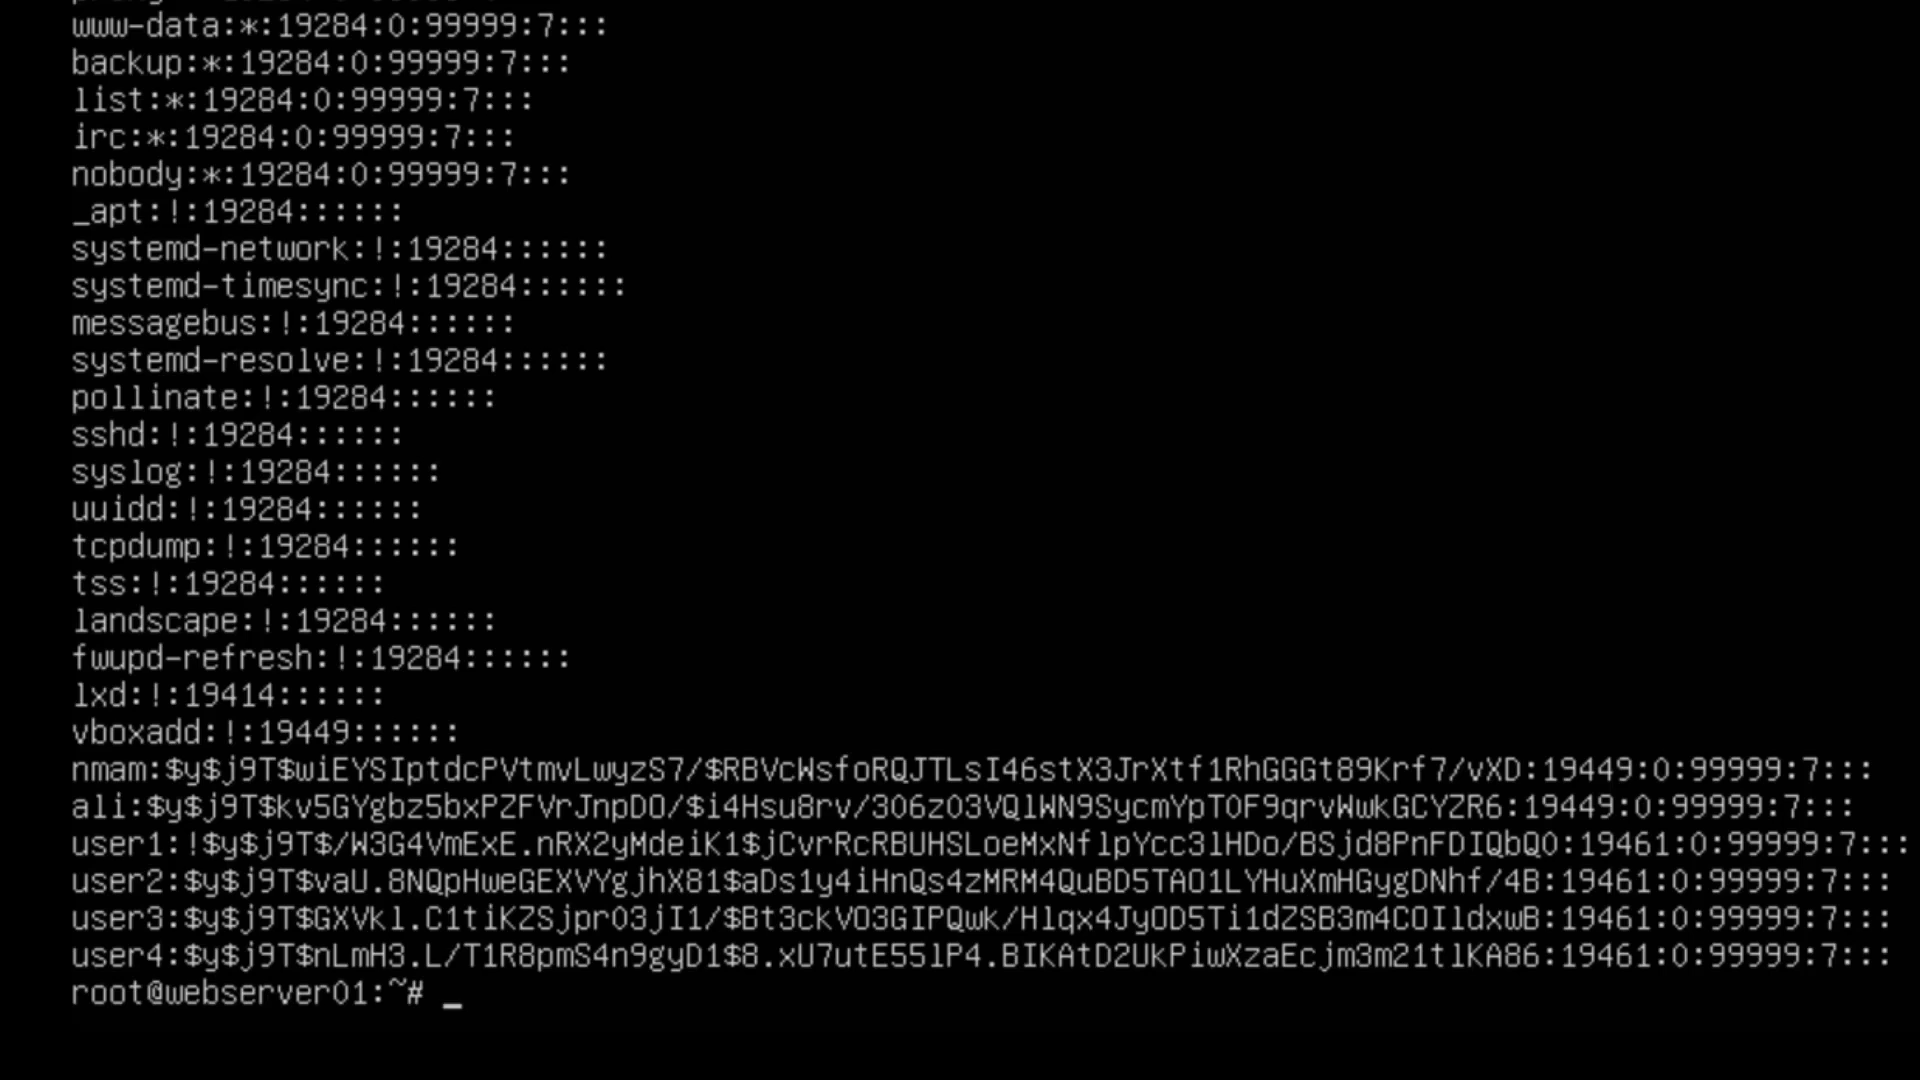 www-data:*:19284:0:99999:7:::
backup:*:19284:0:99999:7:::
list:*:19284:0:99999:7:::
irc:*:19284:0:99999:7:::
nobody:*:19284:0:99999:7:::
_apt:!:19284::::::
systemd-network:!:19284::::::
systemd-timesync:!:19284::::::
messagebus:!:19284::::::
systemd-resolve:!:19284::::::
pollinate:!:19284::::::
sshd:!:19284::::::
syslog:!:19284::::::
uuidd:!:19284::::::
tcpdump:!:19284::::::
tss:!:19284::::::
landscape:!:19284::::::
fwupd-refresh:!:19284::::::
lxd:!:19414::::::
vboxadd:!:19449::::::
nmam:$y$j9T$wiEYSIptdcPVtmvLwyzS7/$RBVcWsfoRQJTLsI46stX3JrXtf1RhGGGt89Krf7/vXD:19449:0:99999:7:::
ali:$y$j9T$kv5GYgbz5bxPZFVrJnpDO/$i4Hsu8rv/3O6zO3VQlWN9SycmYpTOF9qrvWwkGCYZR6:19449:0:99999:7:::
user1:!$y$j9T$/W3G4VmExE.nRX2yMdeiK1$jCvrRcRBUHSLoeMxNflpYcc3lHDo/BSjd8PnFDIQbQ0:19461:0:99999:7:::
user2:$y$j9T$vaU.8NQpHweGEXVYgjhX81$aDs1y4iHnQs4zMRM4QuBD5TAO1LYHuXmHGygDNhf/4B:19461:0:99999:7:::
user3:$y$j9T$GXVkl.C1tiKZSjprO3jI1/$Bt3ckVO3GIPQwk/Hlqx4JyOD5Ti1dZSB3m4COIldxwB:19461:0:99999:7:::
user4:$y$j9T$nLmH3.L/T1R8pmS4n9gyD1$8.xU7utE55lP4.BIKAtD2UkPiwXzaEcjm3m21tlKA86:19461:0:99999:7:::
root@webserver01:~# _